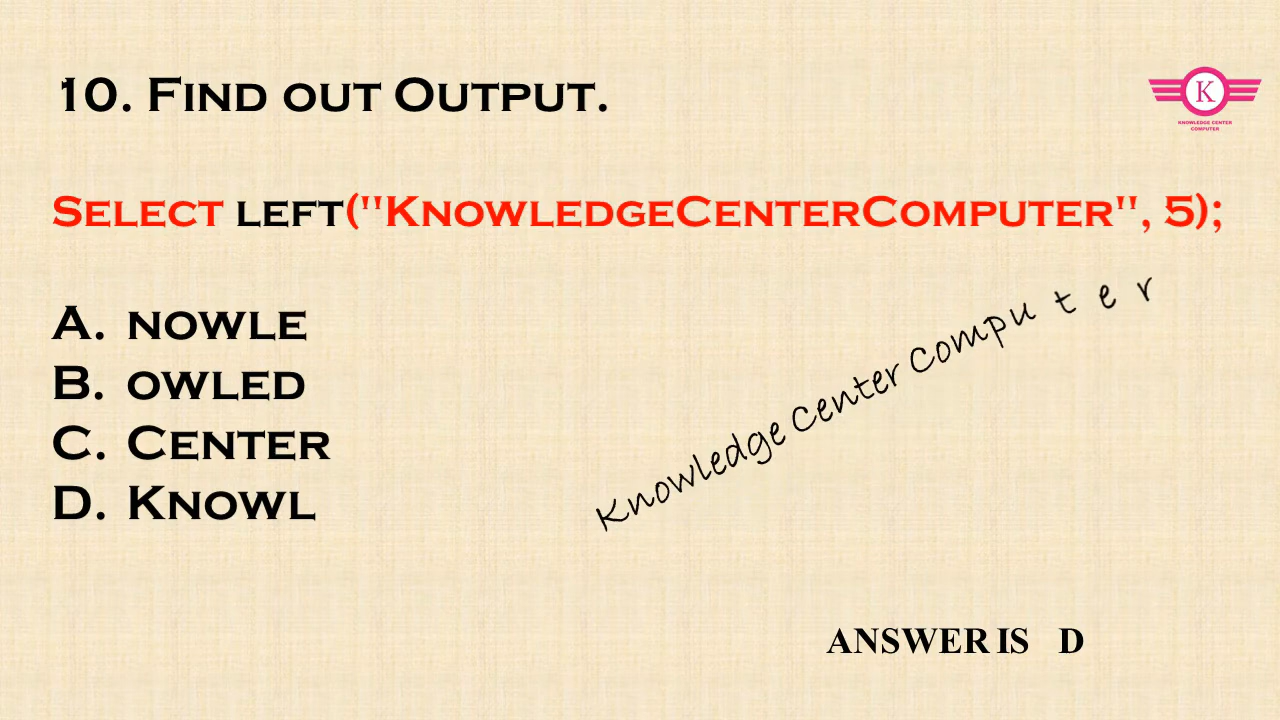 10. Find out Output.
K
KNOWLEDGE CENTER
COMPUTER
Select left("KnowledgeCenterComputer", 5);
A. nowle
B. owled
C. Center
D. Knowl
Knowledge Center Computer
ANSWER IS D